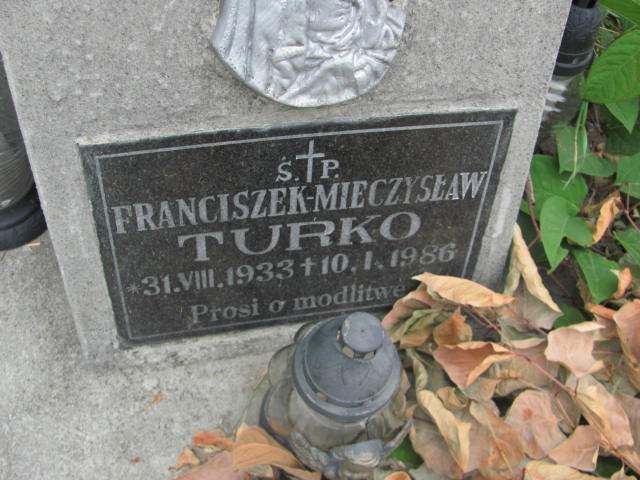 Ś.†P.
FRANCISZEK-MIECZYSŁAW
TURKO
*31.VIII.1933 † 10.I.1986
Prosi o modlitwę